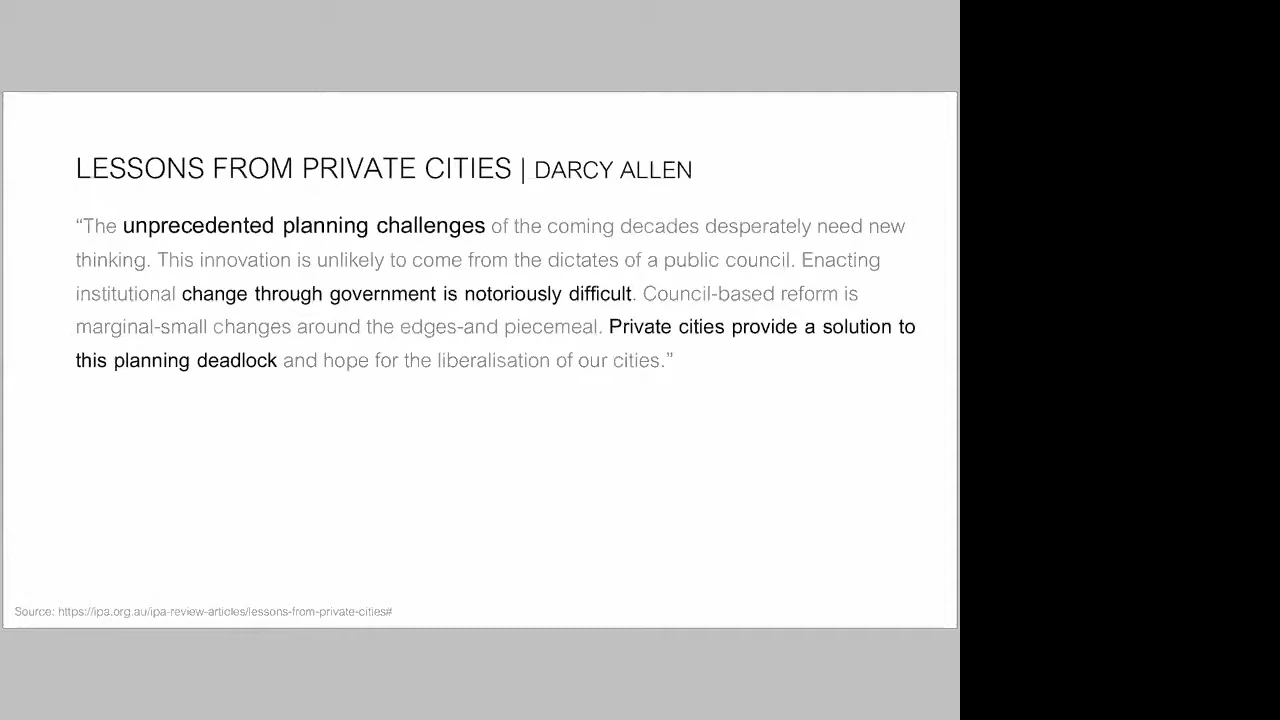 LESSONS FROM PRIVATE CITIES | DARCY ALLEN
“The unprecedented planning challenges of the coming decades desperately need new
thinking. This innovation is unlikely to come from the dictates of a public council. Enacting
institutional change through government is notoriously difficult. Council-based reform is
marginal-small changes around the edges-and piecemeal. Private cities provide a solution to
this planning deadlock and hope for the liberalisation of our cities.”
Source: https://ipa.org.au/ipa-review-articles/lessons-from-private-cities#